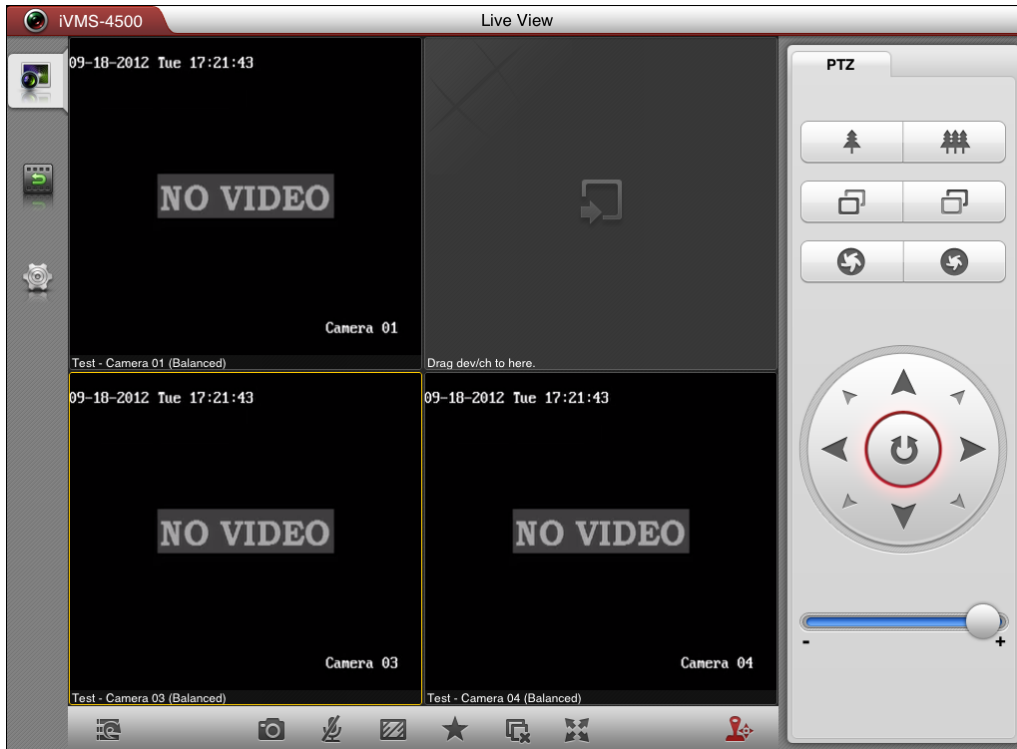 iVMS-4500
Live View
09-18-2012 Tue 17:21:43
NO VIDEO
Camera 01
Test - Camera 01 (Balanced)
Drag dev/ch to here.
09-18-2012 Tue 17:21:43
NO VIDEO
Camera 03
Test - Camera 03 (Balanced)
09-18-2012 Tue 17:21:43
NO VIDEO
Camera 04
Test - Camera 04 (Balanced)
PTZ
- +